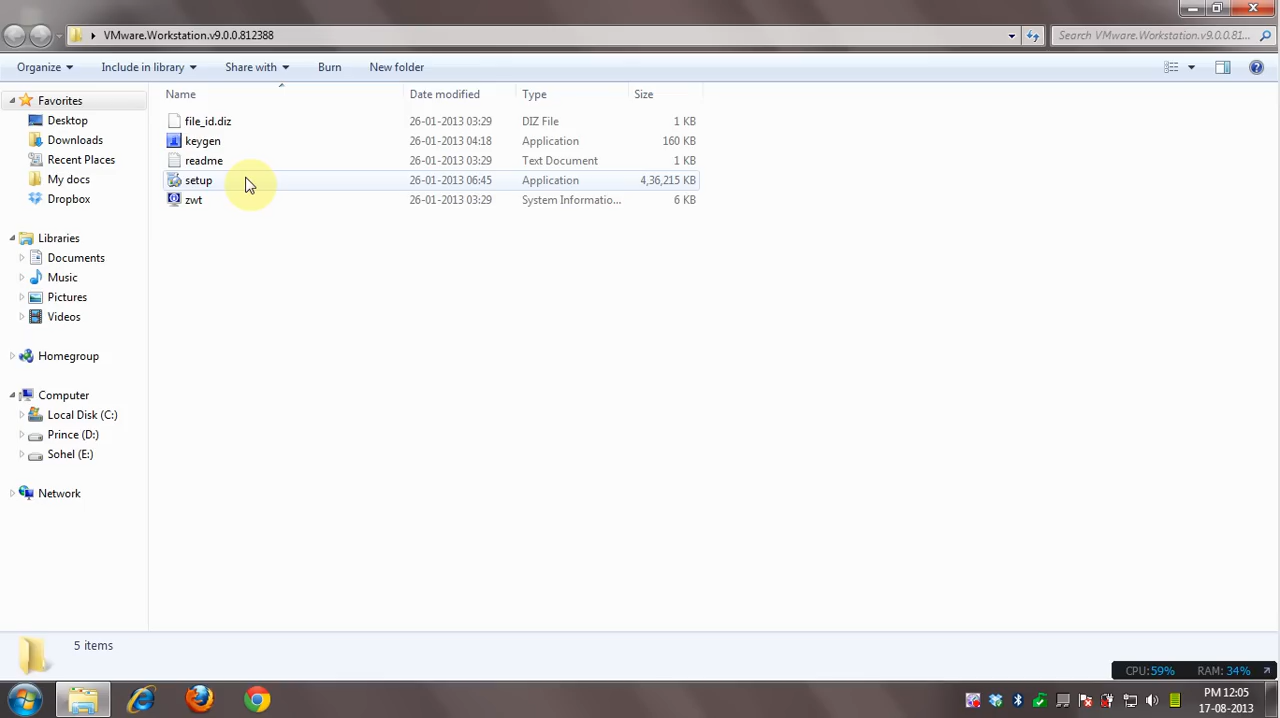 VMware.Workstation.v9.0.0.812388
Search VMware.Workstation.v9.0.0.81...
Organize Include in library Share with Burn New folder
Name Date modified Type Size
file_id.diz 26-01-2013 03:29 DIZ File 1 KB
keygen 26-01-2013 04:18 Application 160 KB
readme 26-01-2013 03:29 Text Document 1 KB
setup 26-01-2013 06:45 Application 4,36,215 KB
zwt 26-01-2013 03:29 System Informatio... 6 KB
Favorites
Desktop
Downloads
Recent Places
My docs
Dropbox
Libraries
Documents
Music
Pictures
Videos
Homegroup
Computer
Local Disk (C:)
Prince (D:)
Sohel (E:)
Network
5 items
CPU:59% RAM: 34%
PM 12:05
17-08-2013